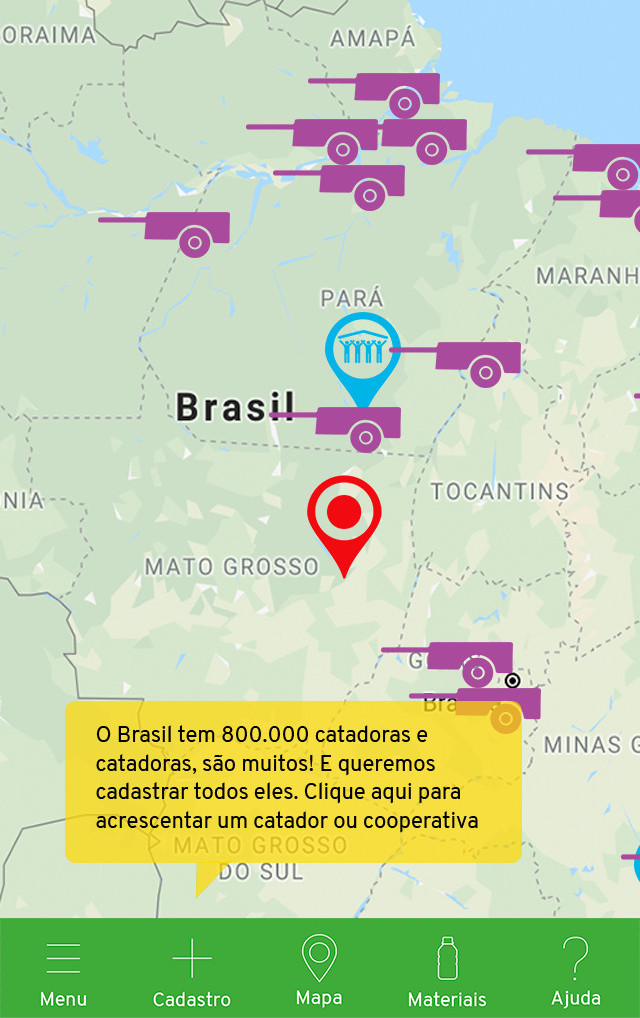 ORAIMA
AMAPÁ
MARANH
PARÁ
Brasil
TOCANTINS
NIA
MATO GROSSO
G
Bra
O Brasil tem 800.000 catadoras e
catadoras, são muitos! E queremos
cadastrar todos eles. Clique aqui para
acrescentar um catador ou cooperativa
MINAS G
MATO GROSSO
DO SUL
Menu
Cadastro
Mapa
Materiais
Ajuda